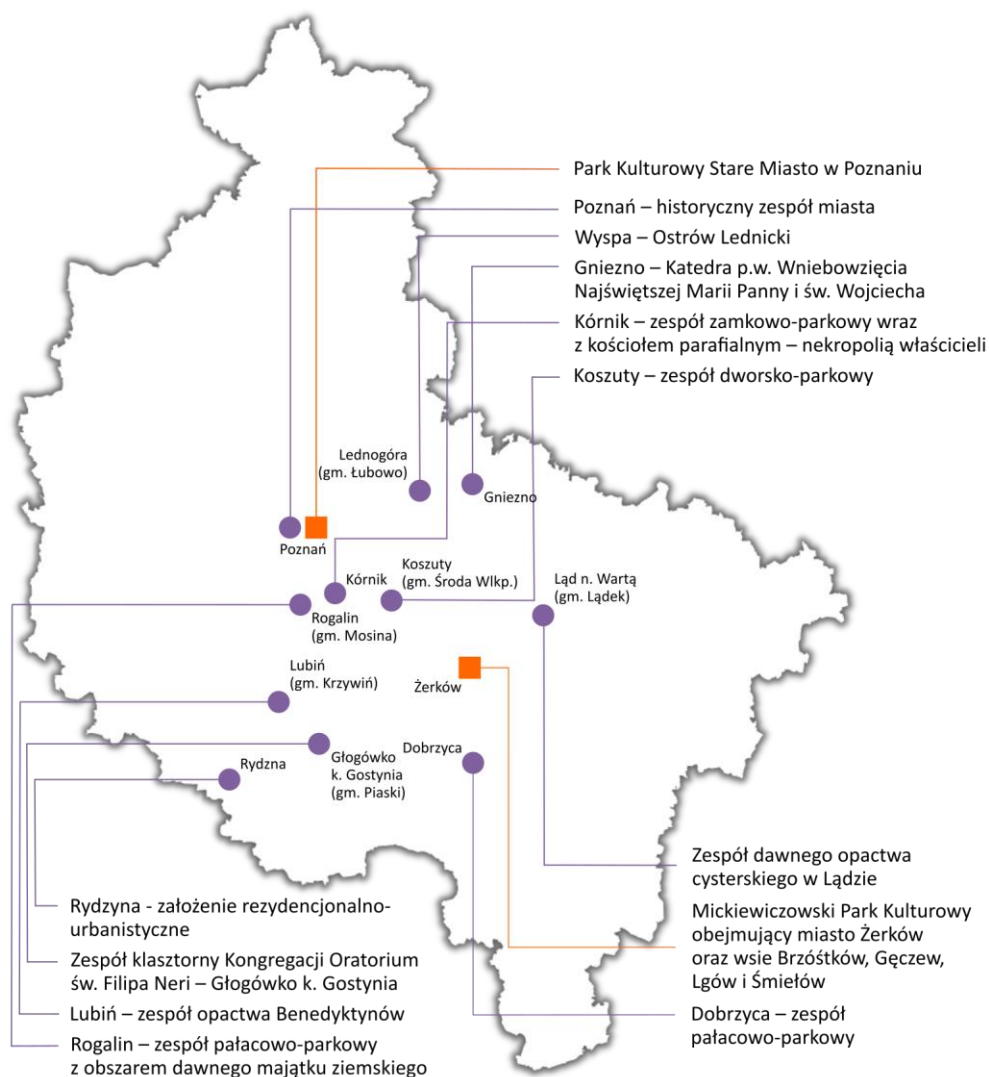 Park Kulturowy Stare Miasto w Poznaniu
Poznań – historyczny zespół miasta
Wyspa – Ostrów Lednicki
Gniezno – Katedra p.w. Wniebowzięcia
Najświętszej Marii Panny i św. Wojciecha
Kórnik – zespół zamkowo-parkowy wraz
z kościołem parafialnym – nekropolią właścicieli
Koszuty – zespół dworsko-parkowy
Lednogóra
(gm. Łubowo)
Gniezno
Poznań
Kórnik
Koszuty
(gm. Środa Wlkp.)
Ląd n. Wartą
(gm. Lądek)
Rogalin
(gm. Mosina)
Lubiń
(gm. Krzywiń)
Żerków
Rydzna
Głogówko
k. Gostynia
(gm. Piaski)
Dobrzyca
Rydzyna - założenie rezydencjonalno-
urbanistyczne
Zespół klasztorny Kongregacji Oratorium
św. Filipa Neri – Głogówko k. Gostynia
Lubiń – zespół opactwa Benedyktynów
Rogalin – zespół pałacowo-parkowy
z obszarem dawnego majątku ziemskiego
Zespół dawnego opactwa
cysterskiego w Lądzie
Mickiewiczowski Park Kulturowy
obejmujący miasto Żerków
oraz wsie Brzóstków, Gęczew,
Lgów i Śmiełów
Dobrzyca – zespół
pałacowo-parkowy